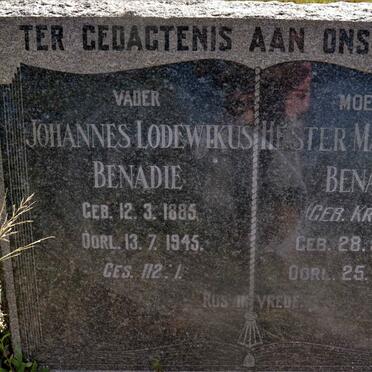 TER GEDACTENIS AAN ONS
VADER
JOHANNES LODEWIKUS
BENADIE
GEB. 12. 3. 1885.
OORL. 13. 7. 1945.
GES. 112 : 1.
MOE
HESTER M
BENA
(GEB. KR
GEB. 28.
OORL. 25.
RUS IN VREDE